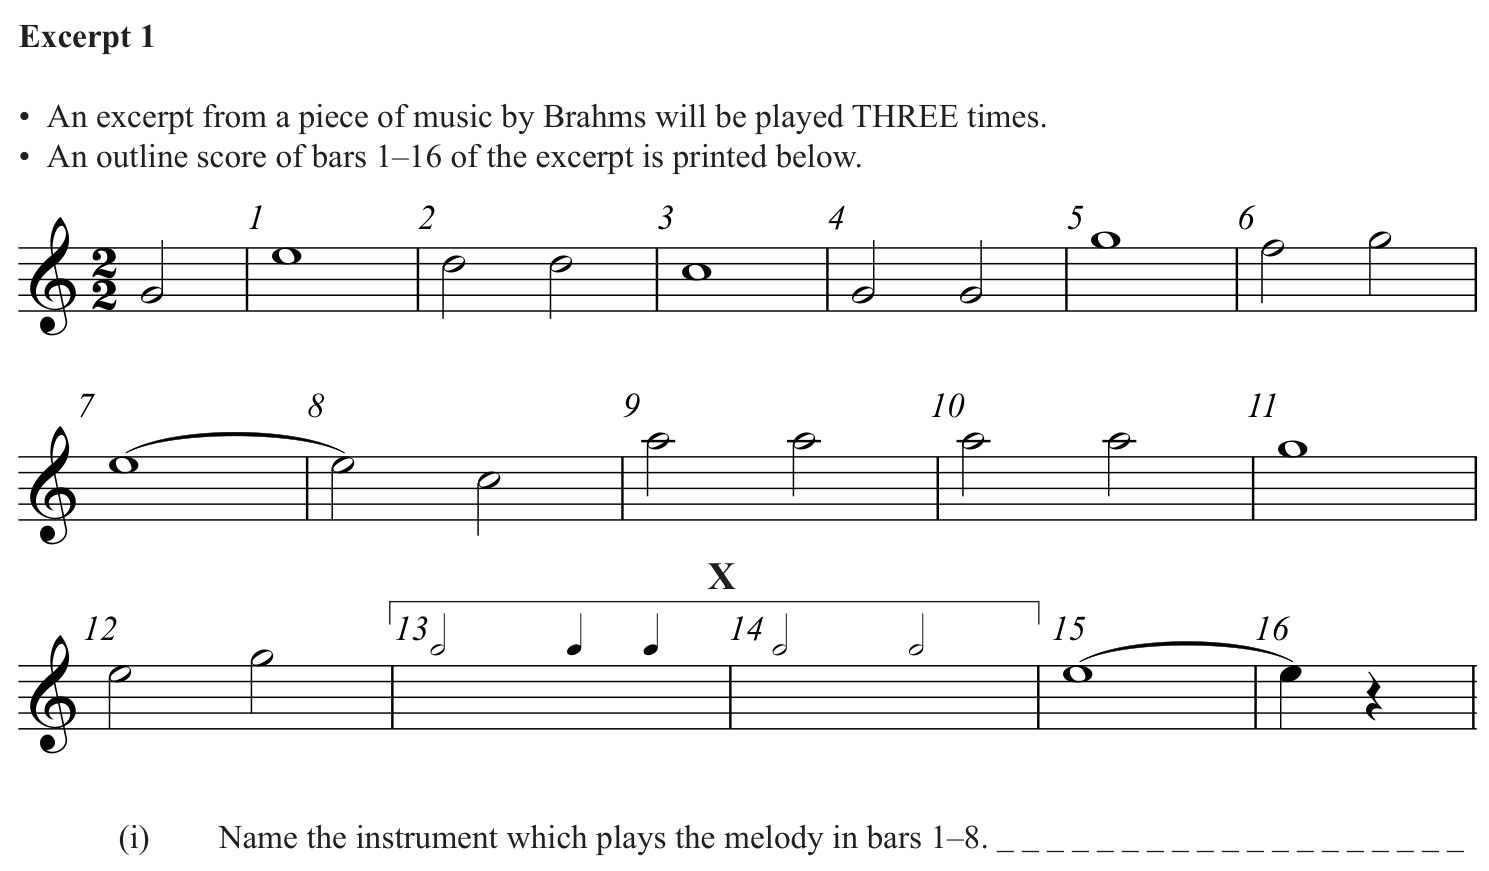 Excerpt 1
• An excerpt from a piece of music by Brahms will be played THREE times.
• An outline score of bars 1–16 of the excerpt is printed below.
1 2 3 4 5 6
2
2
7 8 9 10 11
X
12 13 14 15 16
(i) Name the instrument which plays the melody in bars 1–8. _ _ _ _ _ _ _ _ _ _ _ _ _ _ _ _ _ _ _